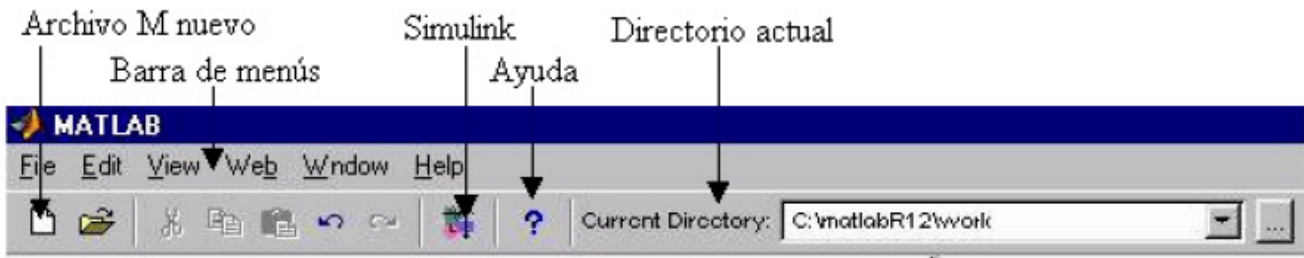 Archivo M nuevo Simulink Directorio actual
Barra de menús Ayuda
MATLAB
File Edit View Web Wndow Help
? Current Directory: C:\matlabR12\work ...